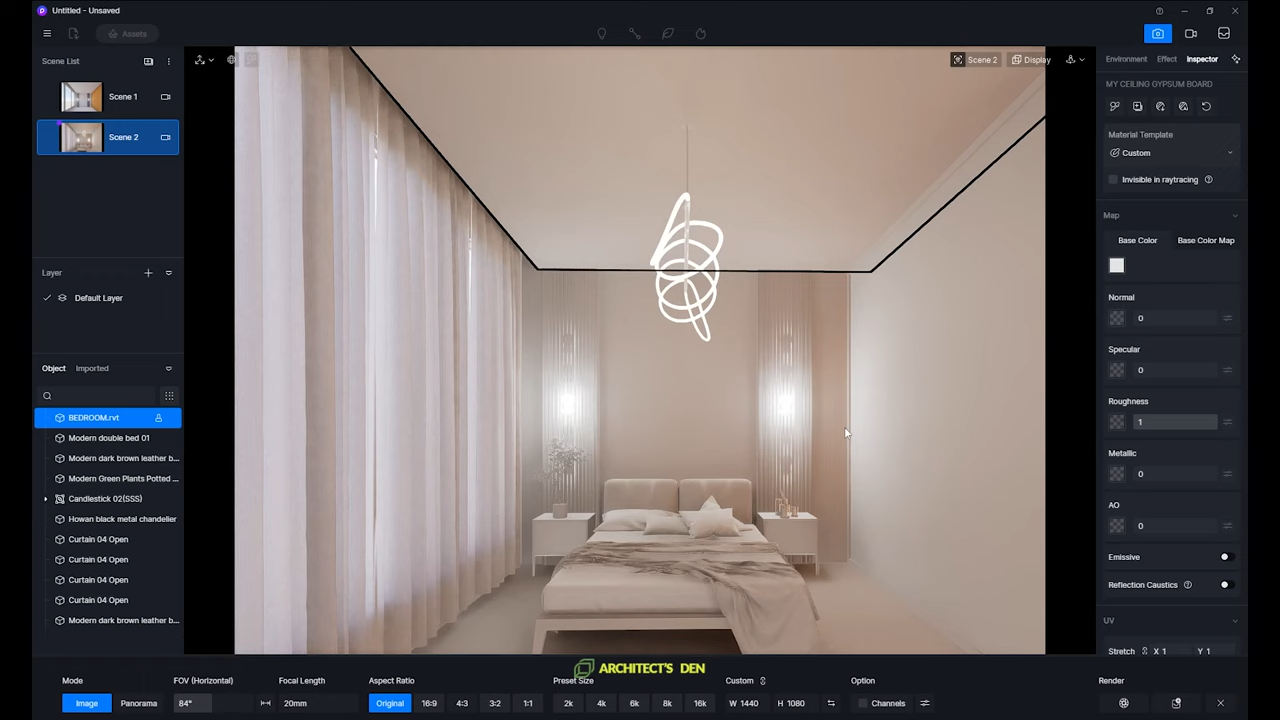 Untitled - Unsaved
Assets
Scene List
Scene 1
Scene 2
Layer
Default Layer
Object
Imported
BEDROOM.rvt
Modern double bed 01
Modern dark brown leather b...
Modern Green Plants Potted ...
Candlestick 02(SSS)
Howan black metal chandelier
Curtain 04 Open
Curtain 04 Open
Curtain 04 Open
Curtain 04 Open
Modern dark brown leather b...
Scene 2
Display
Environment
Effect
Inspector
MY CEILING GYPSUM BOARD
Material Template
Custom
Invisible in raytracing
Map
Base Color
Base Color Map
Normal
0
Specular
0
Roughness
1
Metallic
0
AO
0
Emissive
Reflection Caustics
UV
Stretch X 1 Y 1
ARCHITECT'S DEN
Mode
Image
Panorama
FOV (Horizontal)
84°
Focal Length
20mm
Aspect Ratio
Original
16:9
4:3
3:2
1:1
Preset Size
2k
4k
6k
8k
16k
Custom
W 1440 H 1080
Option
Channels
Render